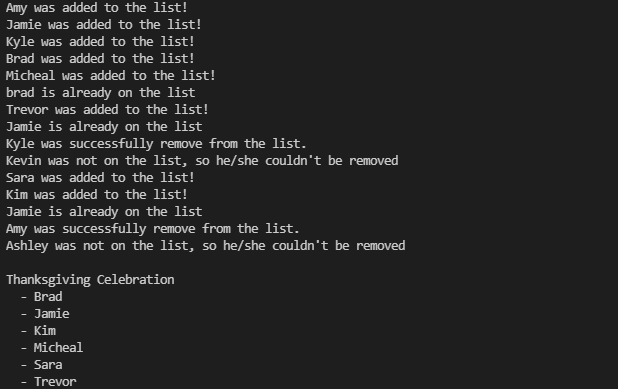 Amy was added to the list!
Jamie was added to the list!
Kyle was added to the list!
Brad was added to the list!
Micheal was added to the list!
brad is already on the list
Trevor was added to the list!
Jamie is already on the list
Kyle was successfully remove from the list.
Kevin was not on the list, so he/she couldn't be removed
Sara was added to the list!
Kim was added to the list!
Jamie is already on the list
Amy was successfully remove from the list.
Ashley was not on the list, so he/she couldn't be removed
Thanksgiving Celebration
- Brad
- Jamie
- Kim
- Micheal
- Sara
- Trevor